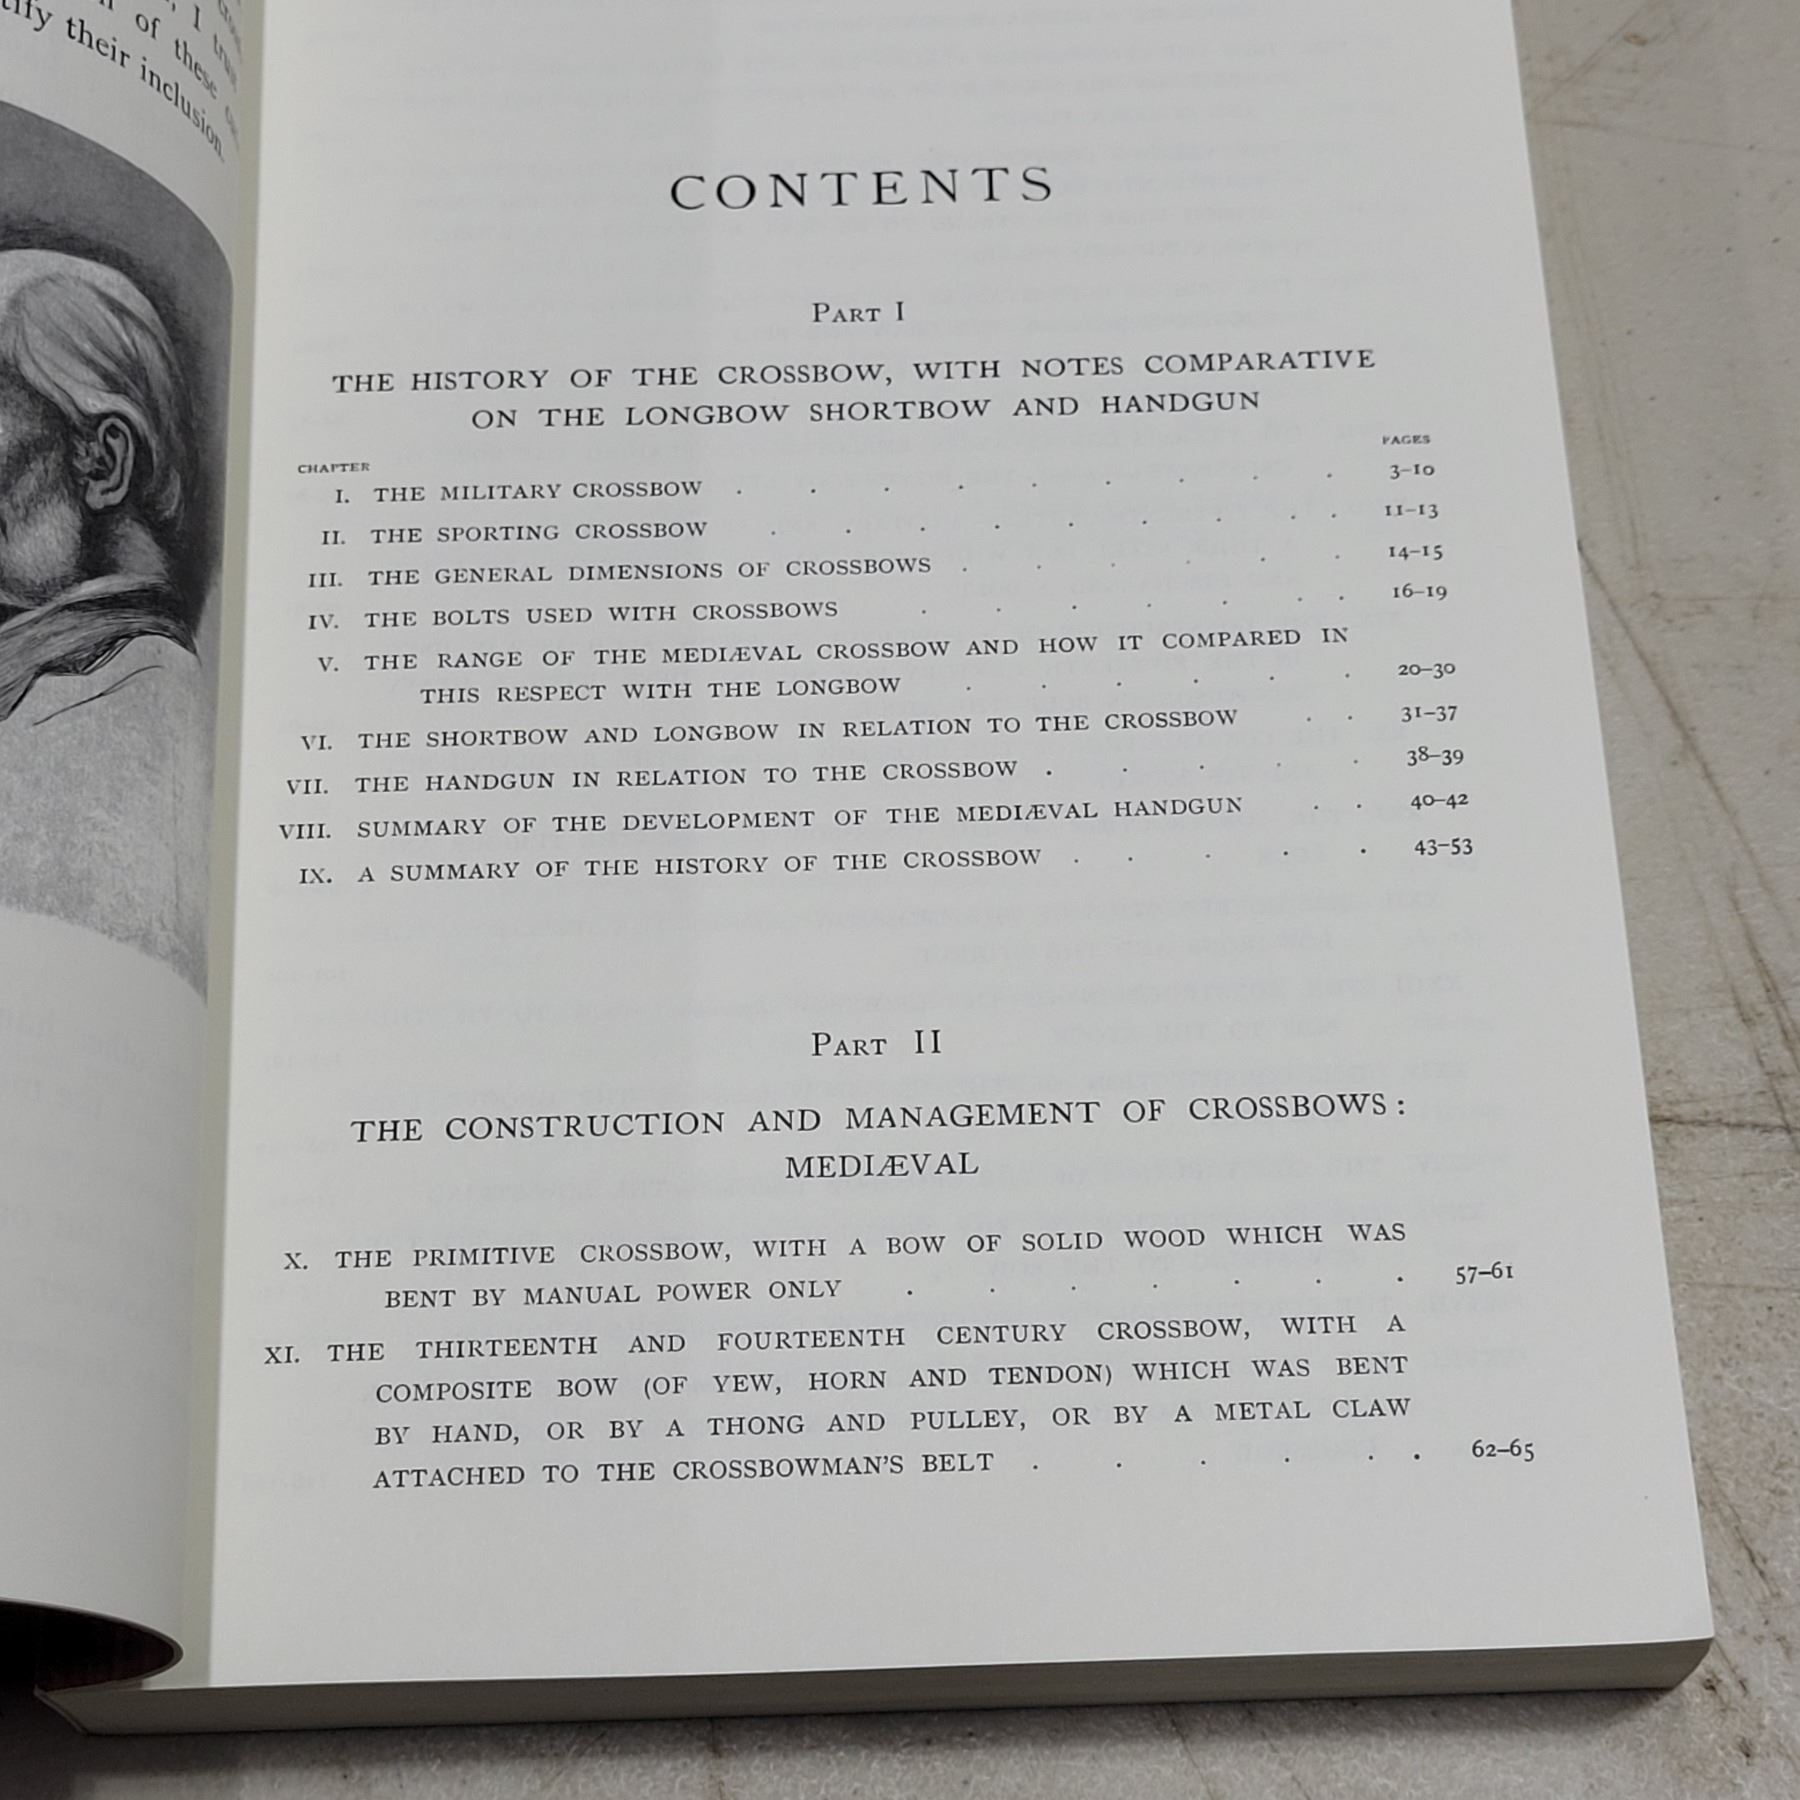 I trust
of these
their inclusion.
CONTENTS
PART I
THE HISTORY OF THE CROSSBOW, WITH NOTES COMPARATIVE
ON THE LONGBOW SHORTBOW AND HANDGUN
CHAPTER PAGES
I. THE MILITARY CROSSBOW . . . . . . . . . 3–10
II. THE SPORTING CROSSBOW . . . . . . . . . 11–13
III. THE GENERAL DIMENSIONS OF CROSSBOWS . . . . . . 14–15
IV. THE BOLTS USED WITH CROSSBOWS . . . . . . . 16–19
V. THE RANGE OF THE MEDIÆVAL CROSSBOW AND HOW IT COMPARED IN
THIS RESPECT WITH THE LONGBOW . . . . . . 20–30
VI. THE SHORTBOW AND LONGBOW IN RELATION TO THE CROSSBOW . . 31–37
VII. THE HANDGUN IN RELATION TO THE CROSSBOW . . . . . 38–39
VIII. SUMMARY OF THE DEVELOPMENT OF THE MEDIÆVAL HANDGUN . . 40–42
IX. A SUMMARY OF THE HISTORY OF THE CROSSBOW . . . . . 43–53
PART II
THE CONSTRUCTION AND MANAGEMENT OF CROSSBOWS:
MEDIÆVAL
X. THE PRIMITIVE CROSSBOW, WITH A BOW OF SOLID WOOD WHICH WAS
BENT BY MANUAL POWER ONLY . . . . . . . 57–61
XI. THE THIRTEENTH AND FOURTEENTH CENTURY CROSSBOW, WITH A
COMPOSITE BOW (OF YEW, HORN AND TENDON) WHICH WAS BENT
BY HAND, OR BY A THONG AND PULLEY, OR BY A METAL CLAW
ATTACHED TO THE CROSSBOWMAN'S BELT . . . . . . 62–65